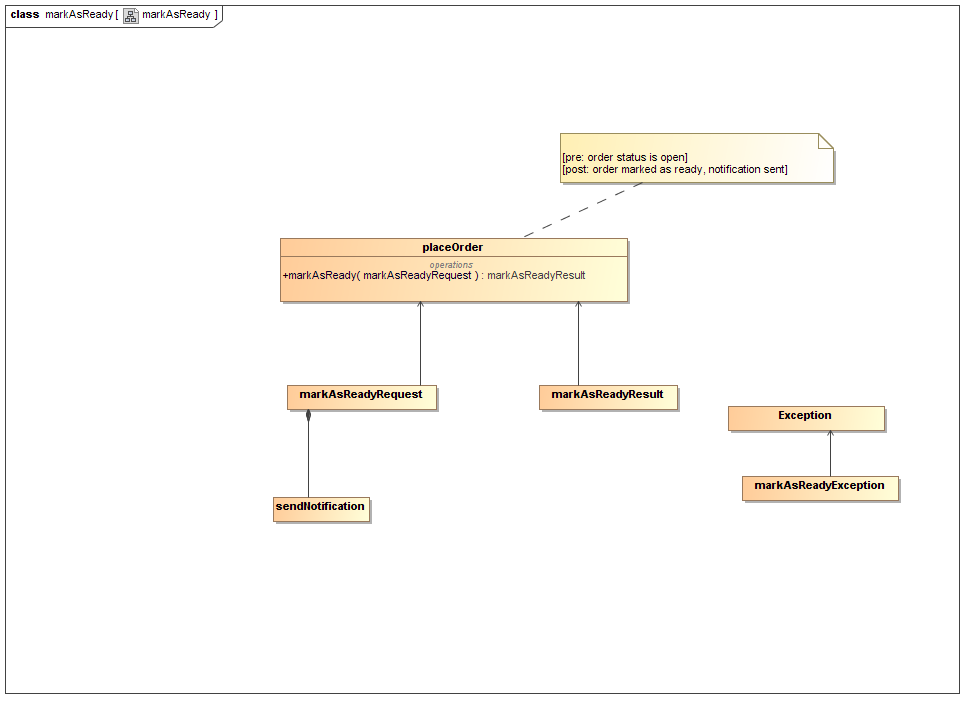 class markAsReady [ markAsReady ]
[pre: order status is open]
[post: order marked as ready, notification sent]
placeOrder
operations
+markAsReady( markAsReadyRequest ) : markAsReadyResult
markAsReadyRequest
markAsReadyResult
Exception
markAsReadyException
sendNotification